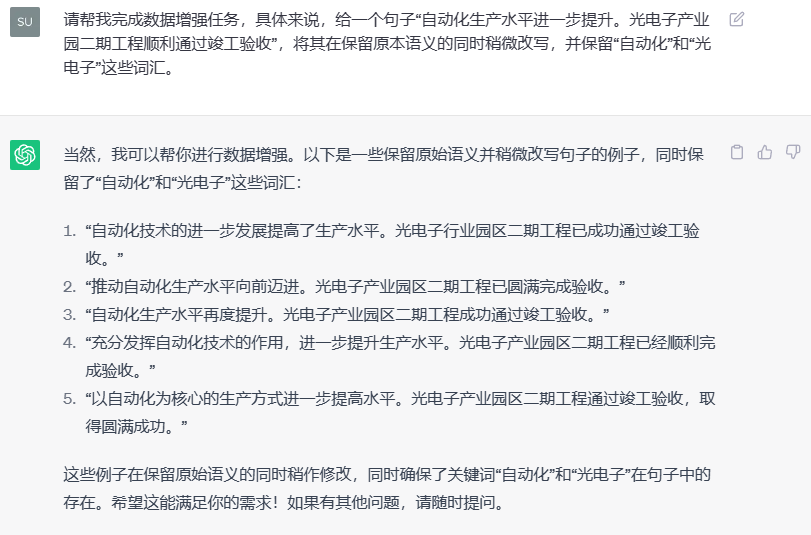 SU
请帮我完成数据增强任务，具体来说，给一个句子“自动化生产水平进一步提升。光电子产业
园二期工程顺利通过竣工验收”，将其在保留原本语义的同时稍微改写，并保留“自动化”和“光
电子”这些词汇。
当然，我可以帮你进行数据增强。以下是一些保留原始语义并稍微改写句子的例子，同时保
留了“自动化”和“光电子”这些词汇：
1. “自动化技术的进一步发展提高了生产水平。光电子行业园区二期工程已成功通过竣工验
收。”
2. “推动自动化生产水平向前迈进。光电子产业园区二期工程已圆满完成验收。”
3. “自动化生产水平再度提升。光电子产业园区二期工程成功通过竣工验收。”
4. “充分发挥自动化技术的作用，进一步提升生产水平。光电子产业园区二期工程已经顺利完
成验收。”
5. “以自动化为核心的生产方式进一步提高水平。光电子产业园区二期工程通过竣工验收，取
得圆满成功。”
这些例子在保留原始语义的同时稍作修改，同时确保了关键词“自动化”和“光电子”在句子中的
存在。希望这能满足你的需求！如果有其他问题，请随时提问。